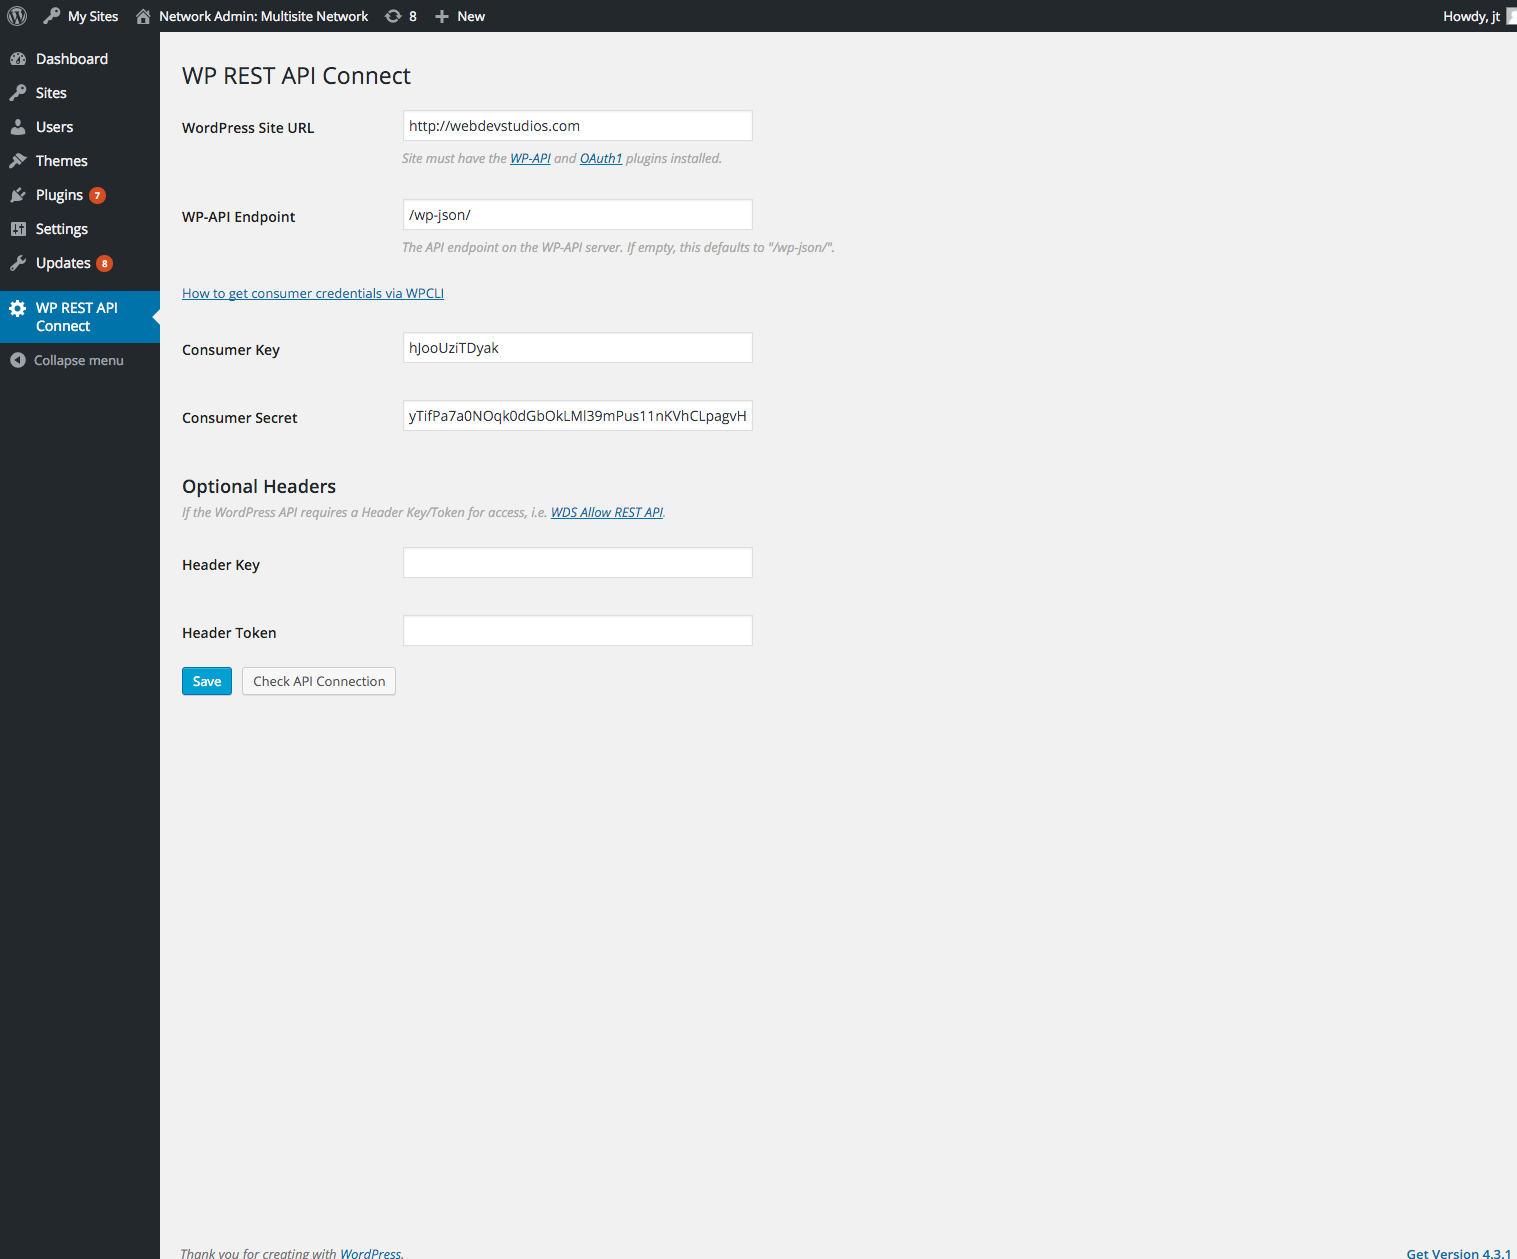 My Sites Network Admin: Multisite Network 8 New Howdy, jt
Dashboard
Sites
Users
Themes
Plugins 7
Settings
Updates 8
WP REST API
Connect
Collapse menu
WP REST API Connect
WordPress Site URL http://webdevstudios.com
Site must have the WP-API and OAuth1 plugins installed.
WP-API Endpoint /wp-json/
The API endpoint on the WP-API server. If empty, this defaults to "/wp-json/".
How to get consumer credentials via WPCLI
Consumer Key hJooUziTDyak
Consumer Secret yTifPa7a0NOqk0dGbOkLMl39mPus11nKVhCLpagvH
Optional Headers
If the WordPress API requires a Header Key/Token for access, i.e. WDS Allow REST API.
Header Key
Header Token
Save Check API Connection
Thank you for creating with WordPress. Get Version 4.3.1